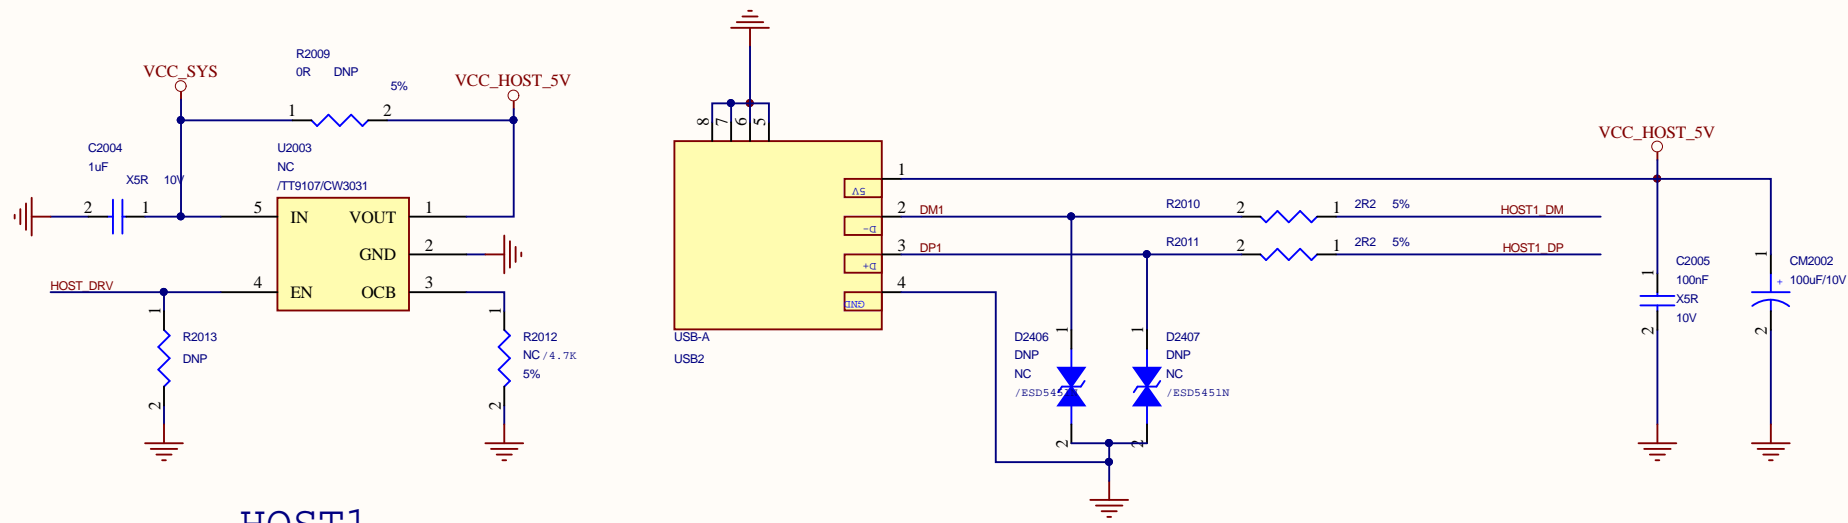 R2009
0R DNP
5%
VCC_SYS
VCC_HOST_5V
1 2
C2004
1uF
X5R 10V
2 1
U2003
NC
/TT9107/CW3031
5 IN VOUT 1
GND 2
4 EN OCB 3
HOST_DRV
1
R2013
DNP
2
1
R2012
NC /4.7K
5%
2
8 7 6 5
5V 1
D- 2 DM1
D+ 3 DP1
GND 4
USB-A
USB2
R2010 2 1 2R2 5% HOST1_DM
R2011 2 1 2R2 5% HOST1_DP
D2406 1
DNP
NC
2
D2407 1
DNP
NC
/ESD5451N
2
VCC_HOST_5V
1
C2005
100nF
X5R
10V
2
1
CM2002
+ 100uF/10V
2
HOST1